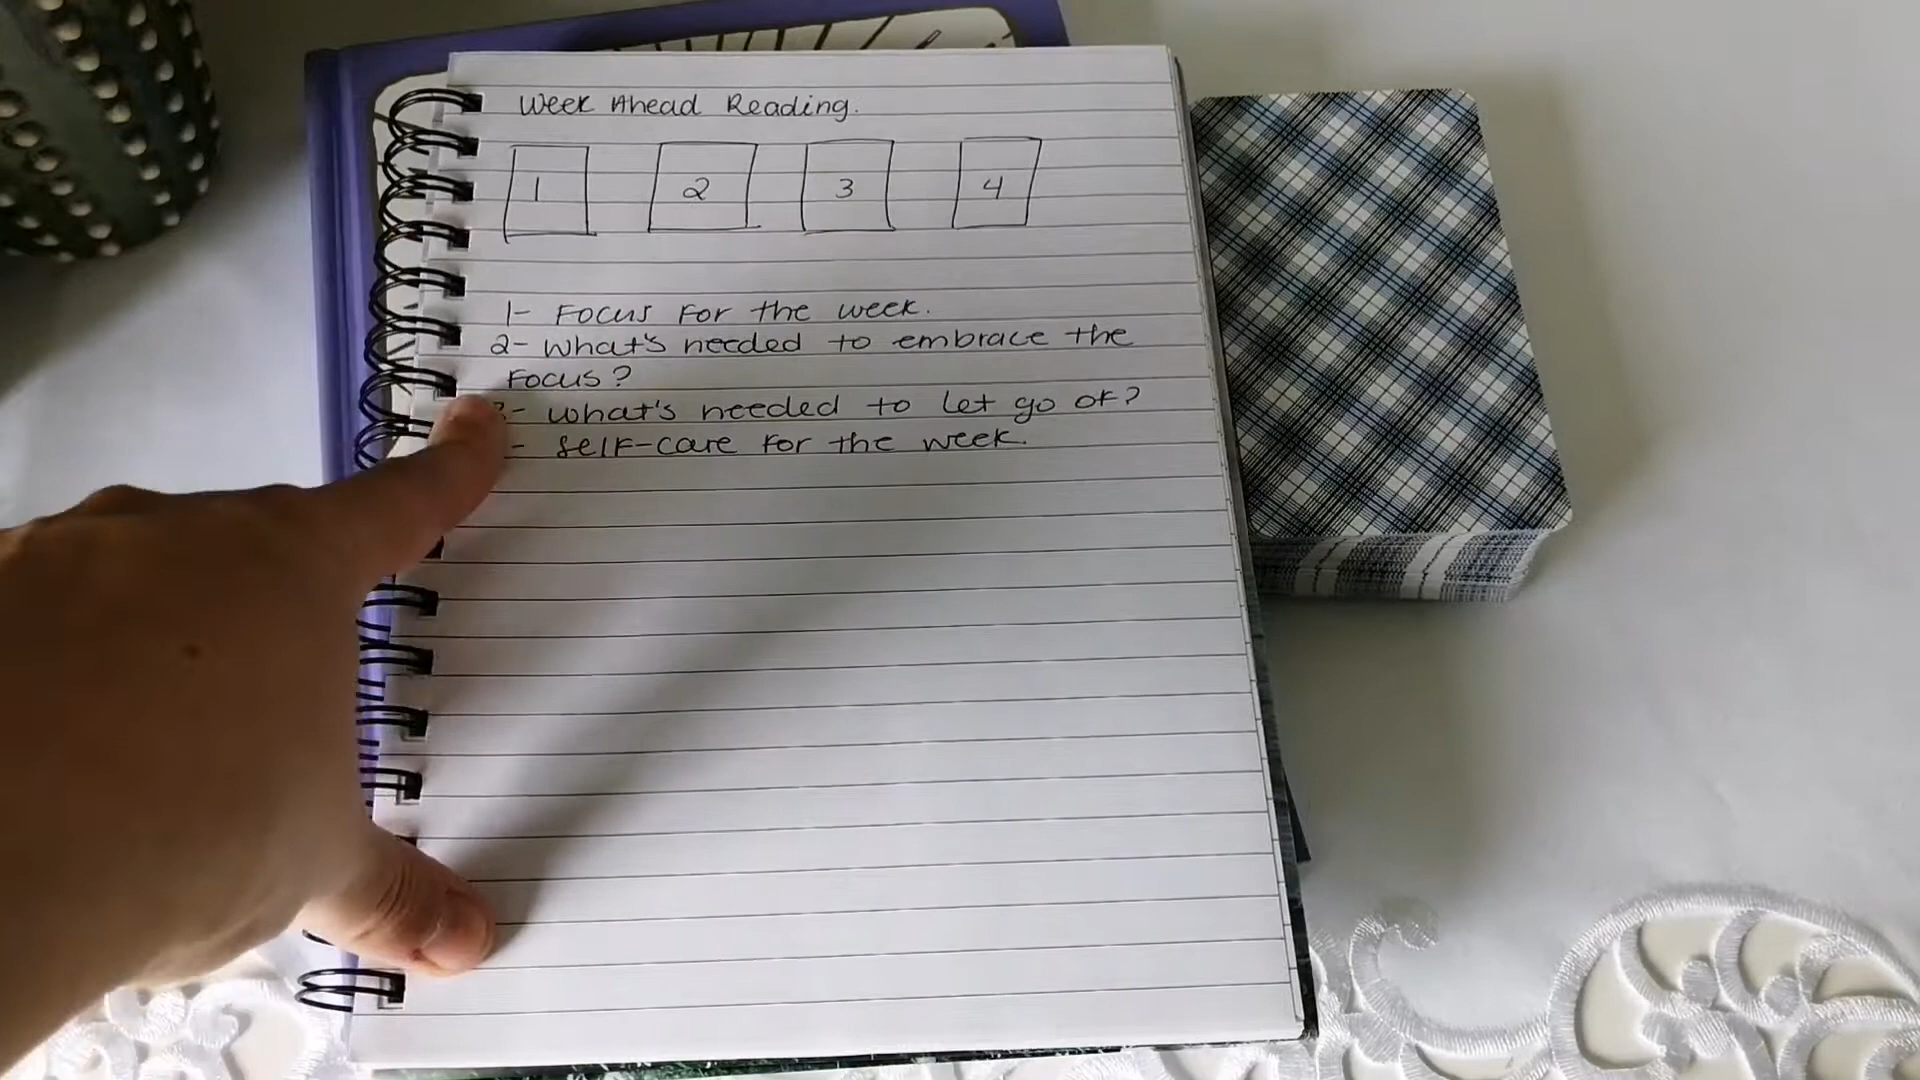 Week Ahead Reading.
1 2 3 4
1- Focus for the week.
2- What's needed to embrace the
Focus?
3- What's needed to let go of?
- Self-care for the week.